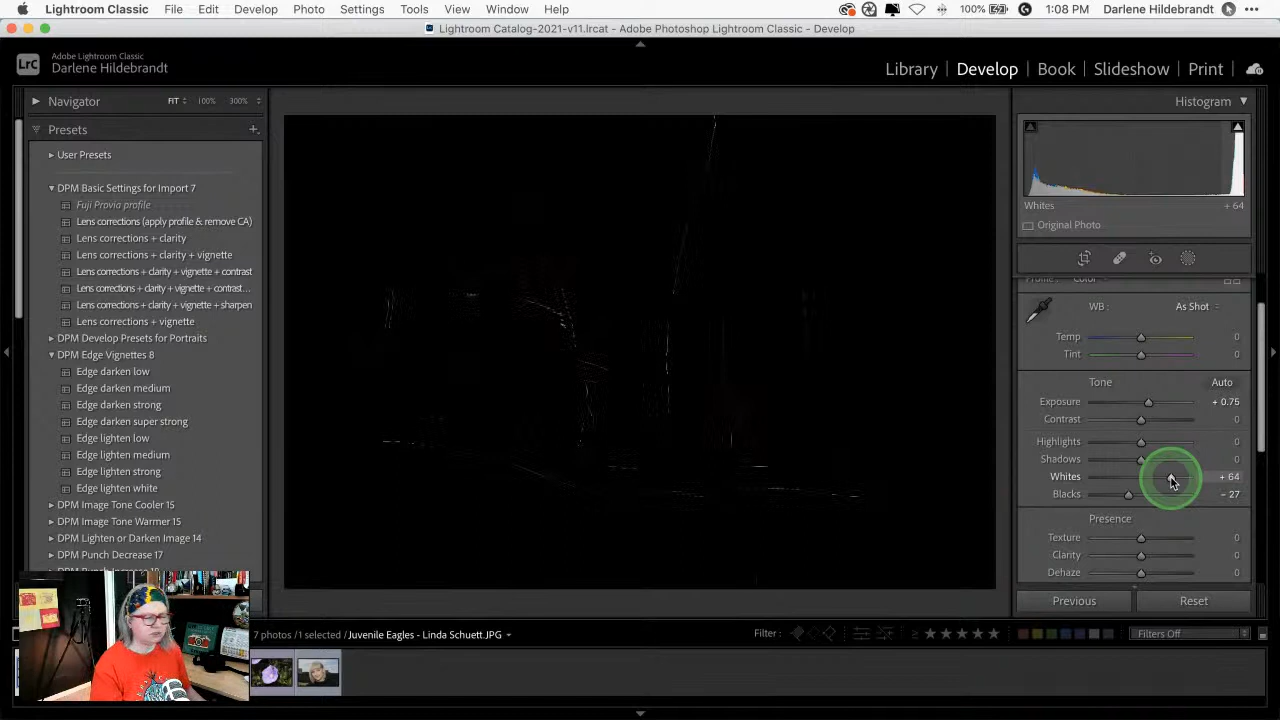 Lightroom Classic File Edit Develop Photo Settings Tools View Window Help 100% 1:08 PM Darlene Hildebrandt
Lightroom Catalog-2021-v11.lrcat - Adobe Photoshop Lightroom Classic - Develop
LrC
Adobe Lightroom Classic
Darlene Hildebrandt
Library Develop Book Slideshow Print
Navigator FIT 100% 300%
Histogram
Presets
User Presets
DPM Basic Settings for Import 7
Fuji Provia profile
Lens corrections (apply profile & remove CA)
Lens corrections + clarity
Lens corrections + clarity + vignette
Lens corrections + clarity + vignette + contrast
Lens corrections + clarity + vignette + contrast...
Lens corrections + clarity + vignette + sharpen
Lens corrections + vignette
DPM Develop Presets for Portraits
DPM Edge Vignettes 8
Edge darken low
Edge darken medium
Edge darken strong
Edge darken super strong
Edge lighten low
Edge lighten medium
Edge lighten strong
Edge lighten white
DPM Image Tone Cooler 15
DPM Image Tone Warmer 15
DPM Lighten or Darken Image 14
DPM Punch Decrease 17
Whites + 64
Original Photo
Profile: Color
WB : As Shot
Temp 0
Tint 0
Tone Auto
Exposure + 0.75
Contrast 0
Highlights 0
Shadows 0
Whites + 64
Blacks - 27
Presence
Texture 0
Clarity 0
Dehaze 0
Previous Reset
7 photos /1 selected /Juvenile Eagles - Linda Schuett.JPG
Filter : ≥ ★★★★★ Filters Off